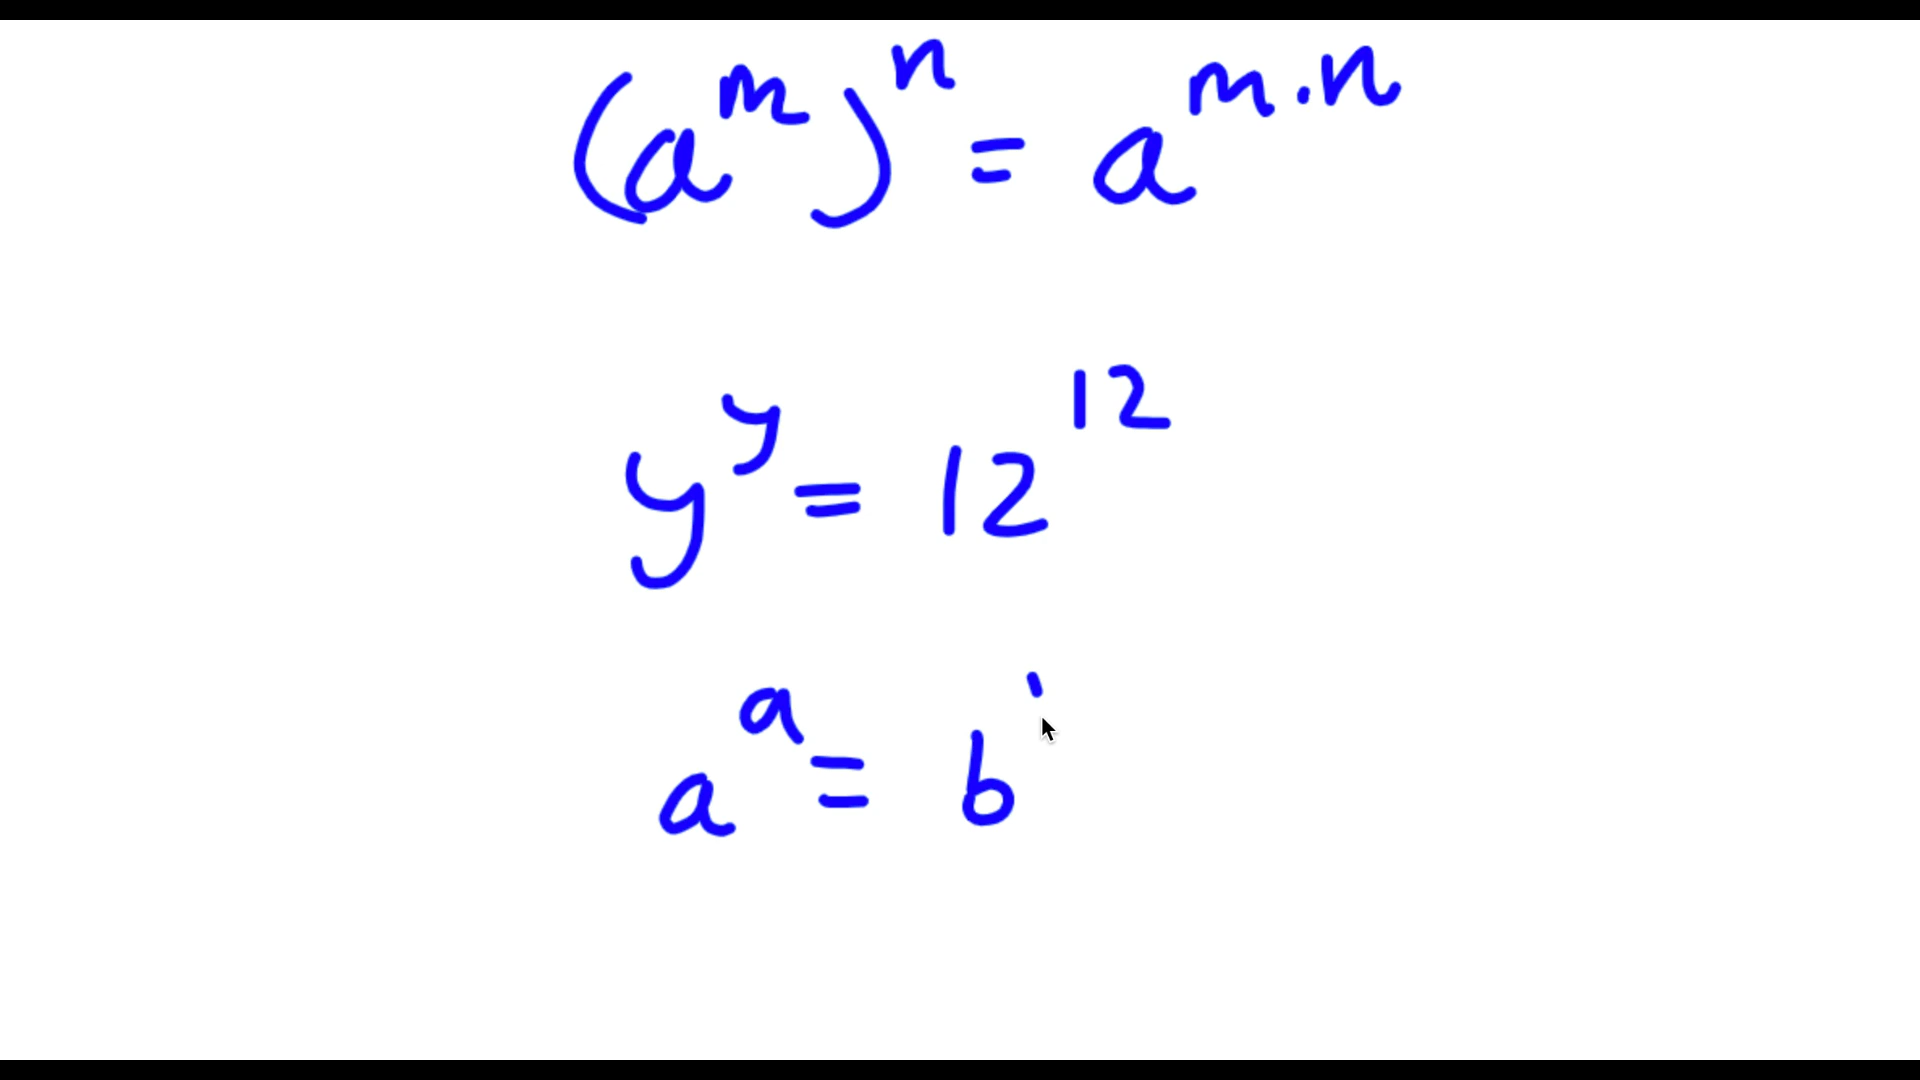 (a^m)^n = a^{m·n}
y^y = 12^{12}
a^a = b